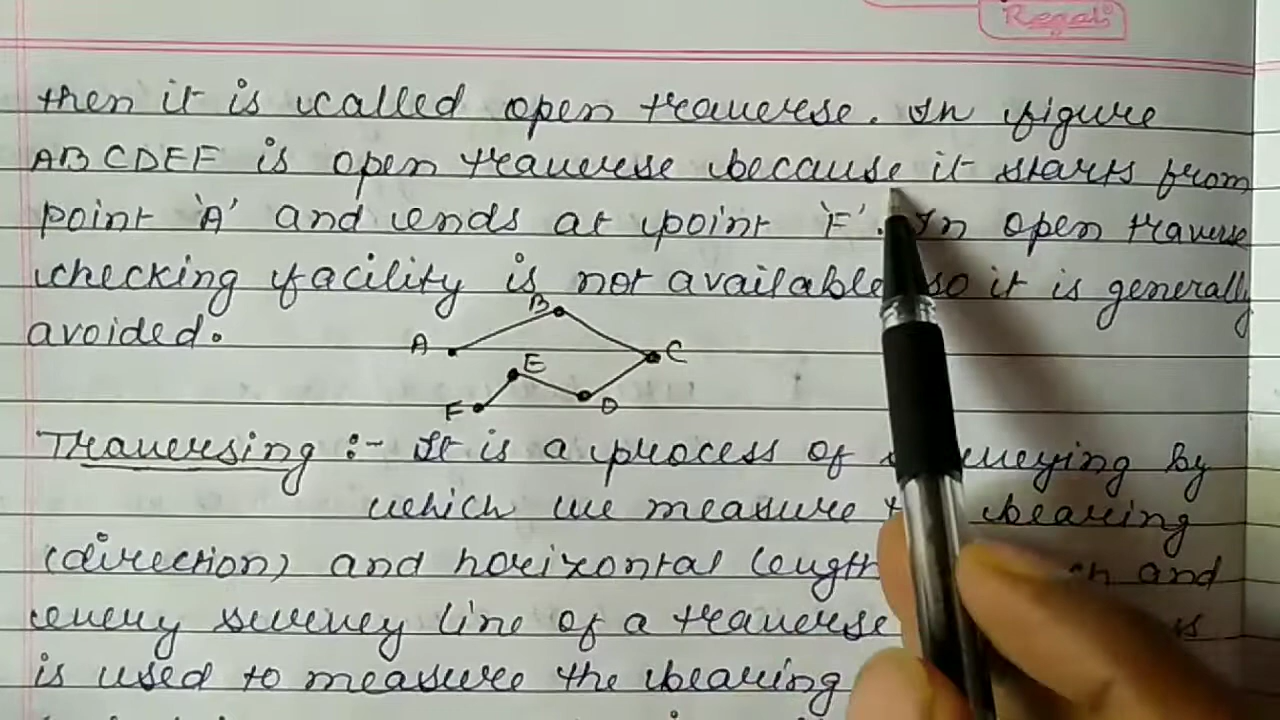 Regal
then it is called open traverse. In figure
ABCDEF is open traverse because it starts from
point 'A' and ends at point 'F'. In open traverse
checking facility is not available so it is generally
avoided.
B
A
C
E
D
F
Traversing :- It is a process of by
which we measure bearing
(direction) and horizontal length and
every survey line of a traverse is
is used to measure the bearing